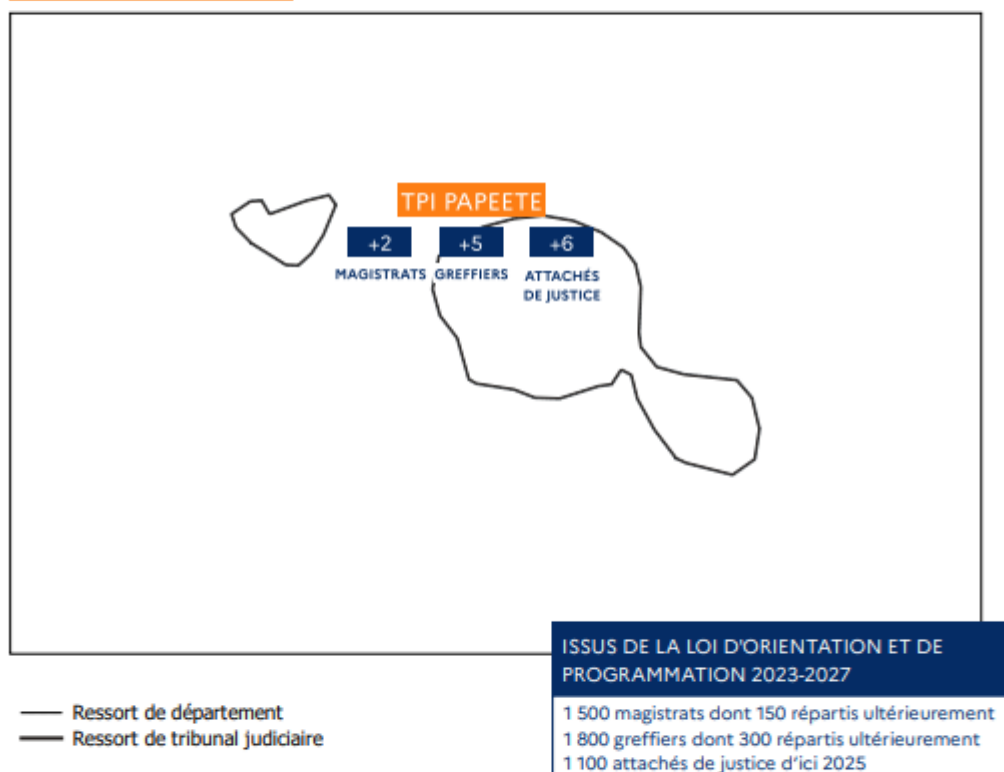 TPI PAPEETE
+2
+5
+6
MAGISTRATS
GREFFIERS
ATTACHÉS
DE JUSTICE
ISSUS DE LA LOI D'ORIENTATION ET DE
PROGRAMMATION 2023-2027
1 500 magistrats dont 150 répartis ultérieurement
1 800 greffiers dont 300 répartis ultérieurement
1 100 attachés de justice d'ici 2025
Ressort de département
Ressort de tribunal judiciaire